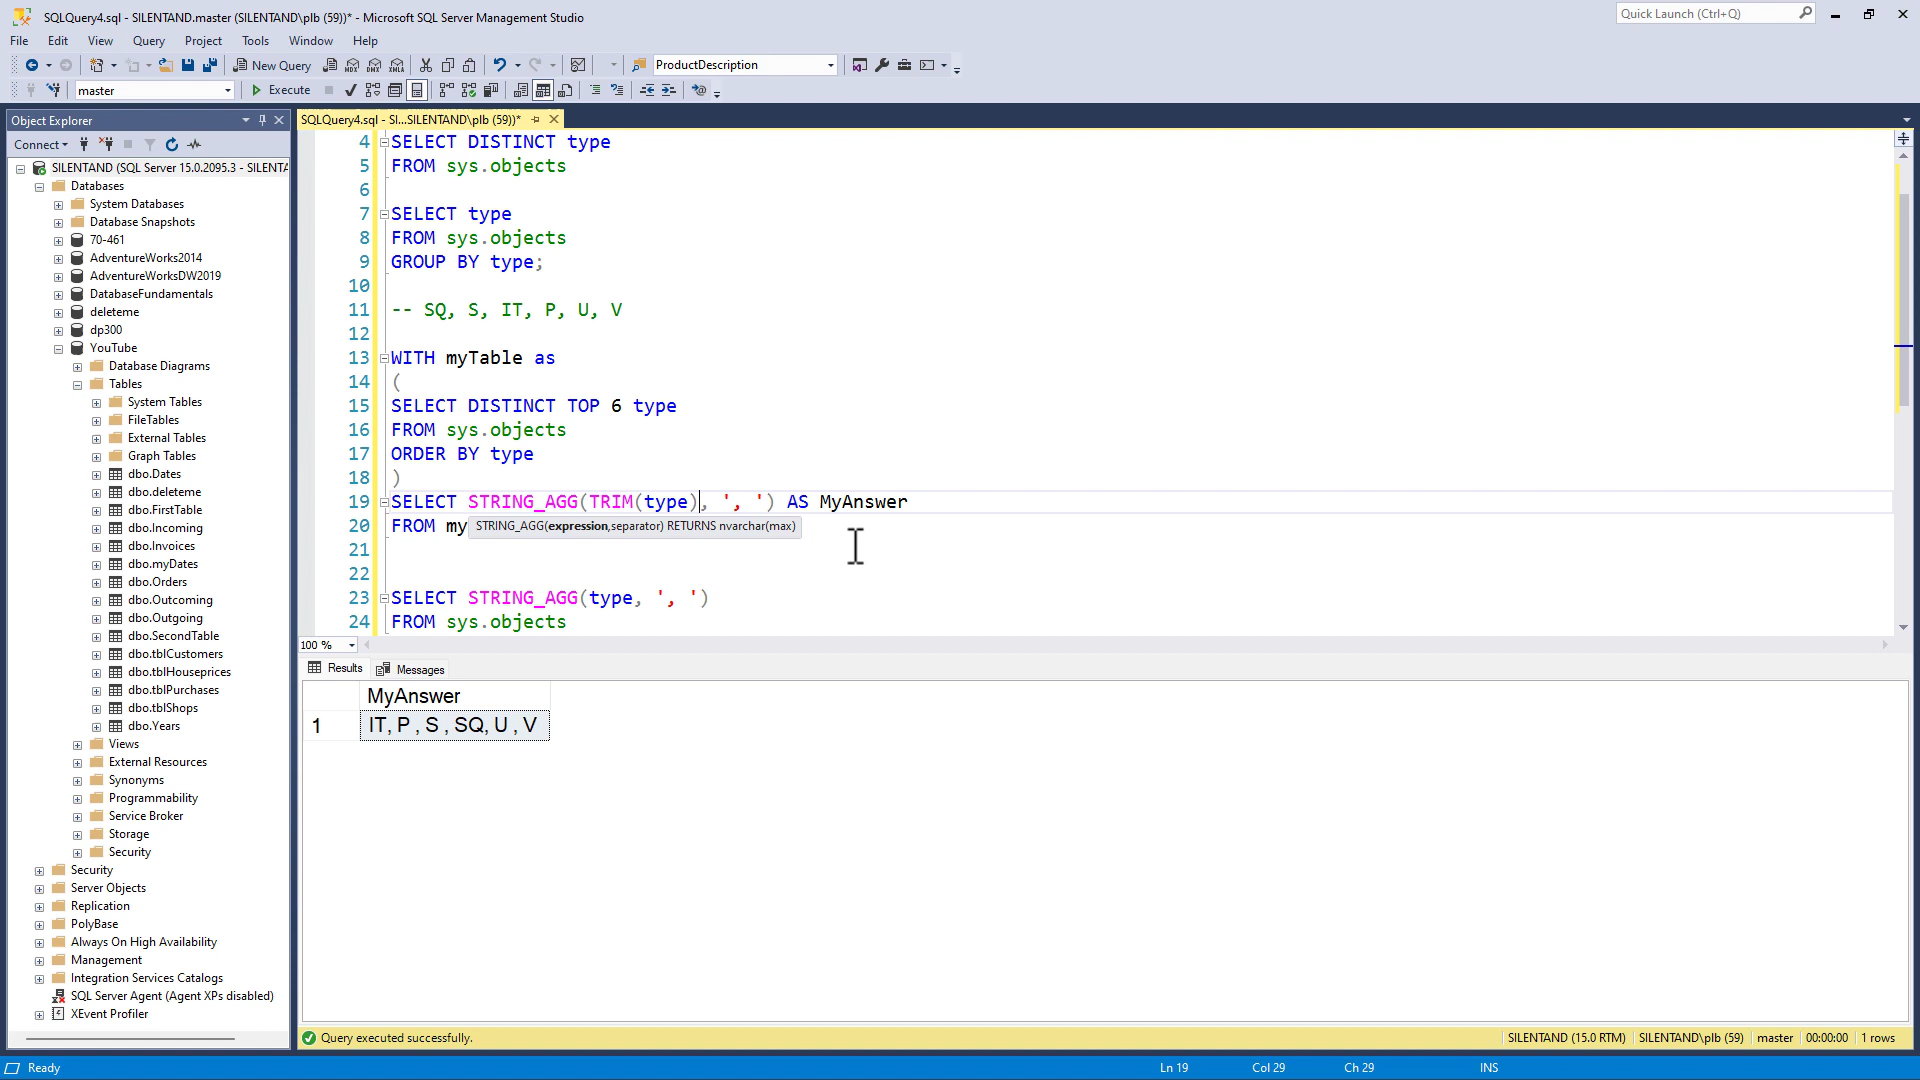 SQLQuery4.sql - SILENTAND.master (SILENTAND\plb (59))* - Microsoft SQL Server Management Studio
Quick Launch (Ctrl+Q)
File Edit View Query Project Tools Window Help
New Query
MDX DMX XMLA
ProductDescription
master
Execute
Object Explorer
SQLQuery4.sql - SI...SILENTAND\plb (59))*
Connect
SILENTAND (SQL Server 15.0.2095.3 - SILENTA
Databases
System Databases
Database Snapshots
70-461
AdventureWorks2014
AdventureWorksDW2019
DatabaseFundamentals
deleteme
dp300
YouTube
Database Diagrams
Tables
System Tables
FileTables
External Tables
Graph Tables
dbo.Dates
dbo.deleteme
dbo.FirstTable
dbo.Incoming
dbo.Invoices
dbo.myDates
dbo.Orders
dbo.Outcoming
dbo.Outgoing
dbo.SecondTable
dbo.tblCustomers
dbo.tblHouseprices
dbo.tblPurchases
dbo.tblShops
dbo.Years
Views
External Resources
Synonyms
Programmability
Service Broker
Storage
Security
Security
Server Objects
Replication
PolyBase
Always On High Availability
Management
Integration Services Catalogs
SQL Server Agent (Agent XPs disabled)
XEvent Profiler
4 SELECT DISTINCT type
5 FROM sys.objects
6
7 SELECT type
8 FROM sys.objects
9 GROUP BY type;
10
11 -- SQ, S, IT, P, U, V
12
13 WITH myTable as
14 (
15 SELECT DISTINCT TOP 6 type
16 FROM sys.objects
17 ORDER BY type
18 )
19 SELECT STRING_AGG(TRIM(type), ', ') AS MyAnswer
20 FROM my
STRING_AGG(expression,separator) RETURNS nvarchar(max)
21
22
23 SELECT STRING_AGG(type, ', ')
24 FROM sys.objects
100 %
Results Messages
MyAnswer
1 IT, P , S , SQ, U , V
Query executed successfully.
SILENTAND (15.0 RTM) SILENTAND\plb (59) master 00:00:00 1 rows
Ready Ln 19 Col 29 Ch 29 INS